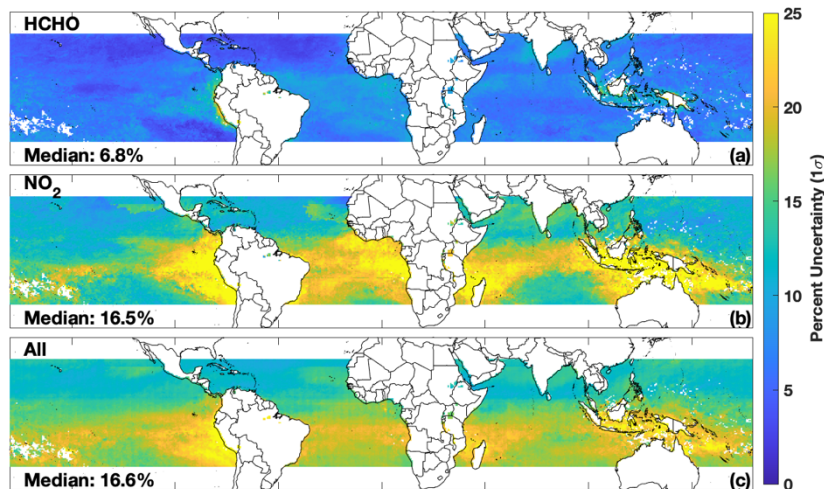 HCHO
Median: 6.8%
(a)
NO2
Median: 16.5%
(b)
All
Median: 16.6%
(c)
25
20
15
10
5
0
Percent Uncertainty (1σ)